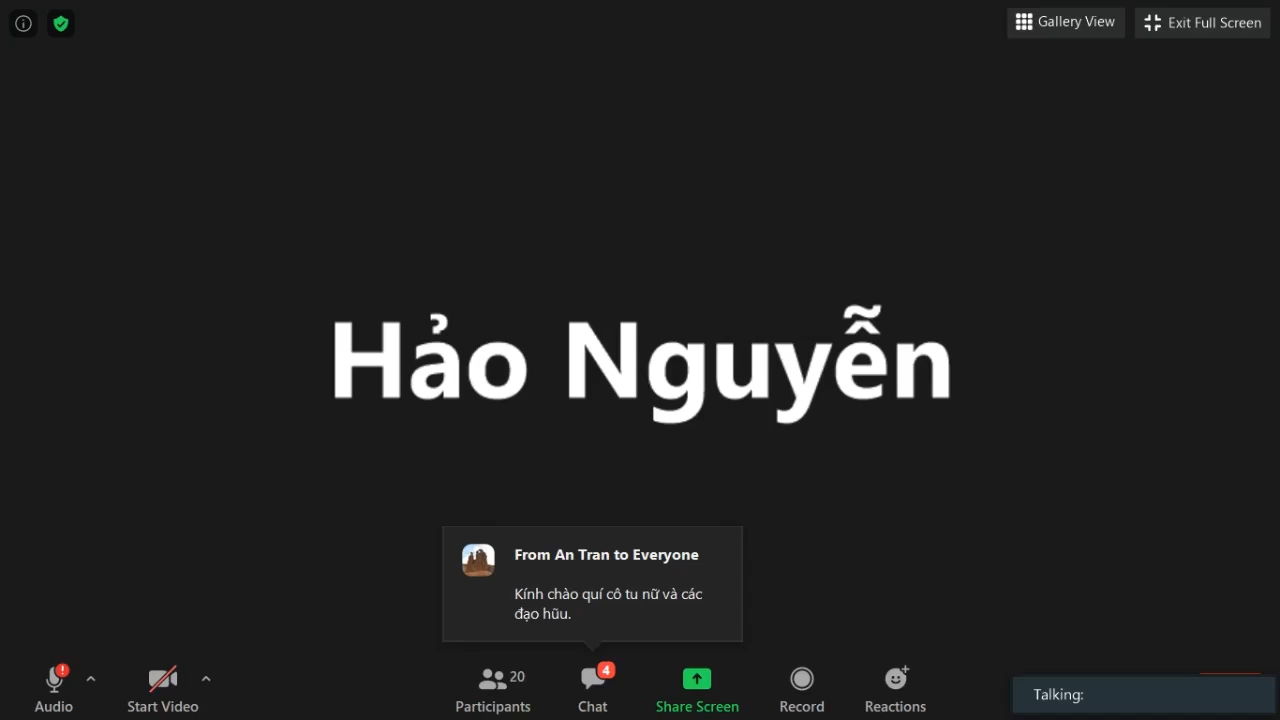 Gallery View
Exit Full Screen
Hảo Nguyễn
From An Tran to Everyone
Kính chào quí cô tu nữ và các
đạo hũu.
Audio
Start Video
20
Participants
4
Chat
Share Screen
Record
Reactions
Talking: